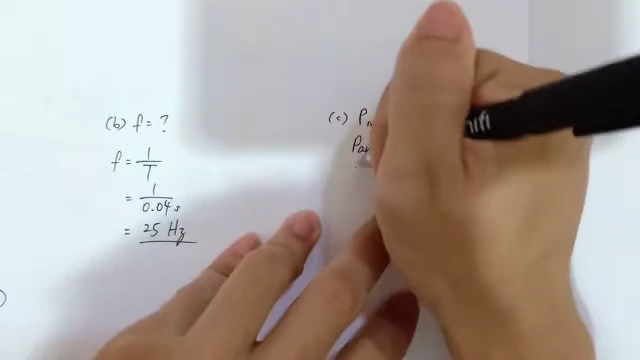 (b) f = ?
f = 1/T
= 1/0.04 s
= 25 Hz
(c)